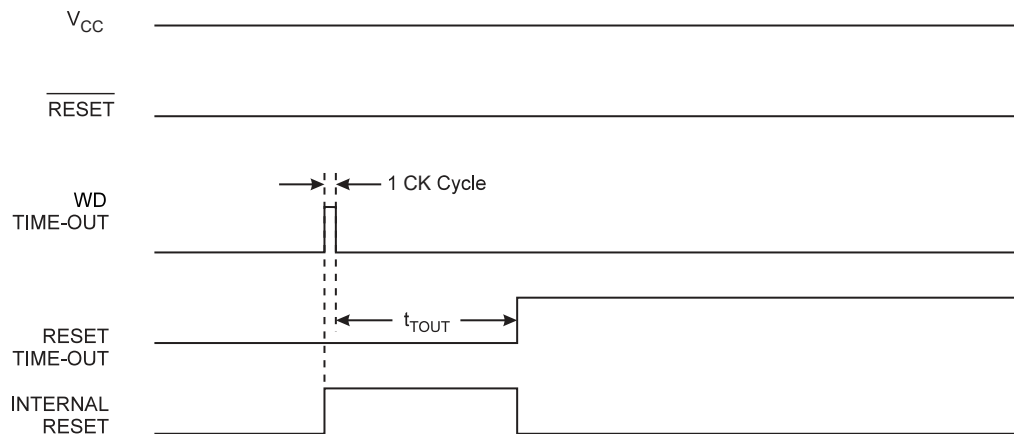 VCC
RESET
1 CK Cycle
WD
TIME-OUT
tTOUT
RESET
TIME-OUT
INTERNAL
RESET